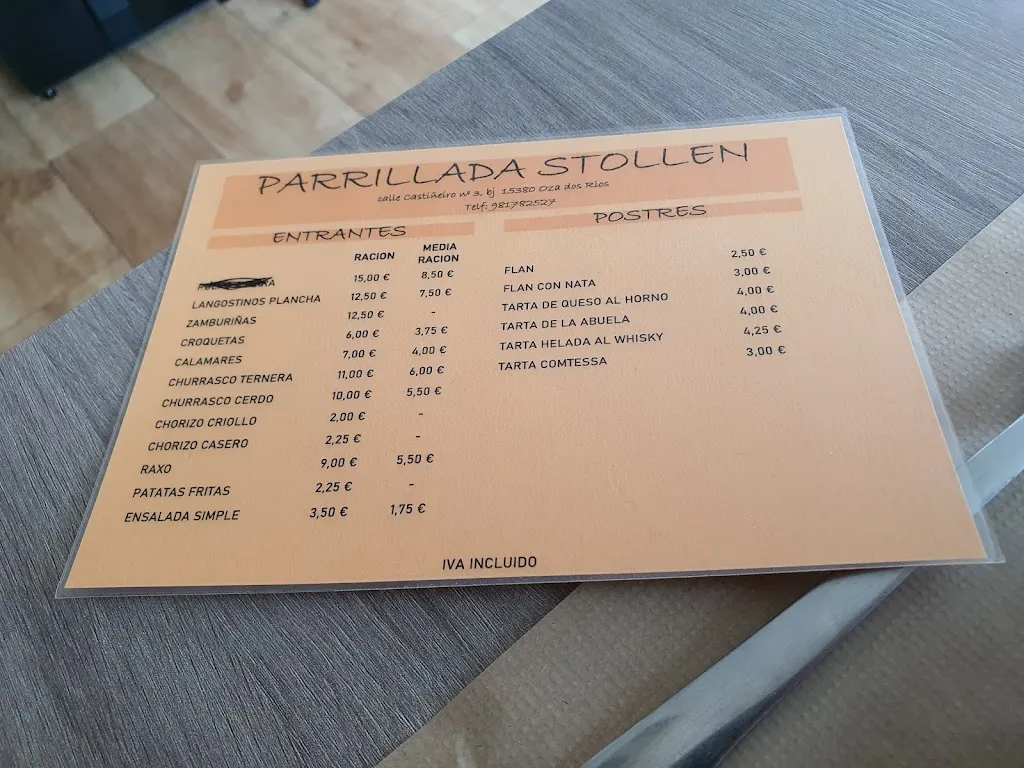 PARRILLADA STOLLEN
calle Castiñeiro nº 3, bj 15380 Oza dos Ríos
Telf: 981782527
ENTRANTES
RACION MEDIA RACION
15,00 € 8,50 €
LANGOSTINOS PLANCHA 12,50 € 7,50 €
ZAMBURIÑAS 12,50 € -
CROQUETAS 6,00 € 3,75 €
CALAMARES 7,00 € 4,00 €
CHURRASCO TERNERA 11,00 € 6,00 €
CHURRASCO CERDO 10,00 € 5,50 €
CHORIZO CRIOLLO 2,00 € -
CHORIZO CASERO 2,25 € -
RAXO 9,00 € 5,50 €
PATATAS FRITAS 2,25 € -
ENSALADA SIMPLE 3,50 € 1,75 €
POSTRES
FLAN 2,50 €
FLAN CON NATA 3,00 €
TARTA DE QUESO AL HORNO 4,00 €
TARTA DE LA ABUELA 4,00 €
TARTA HELADA AL WHISKY 4,25 €
TARTA COMTESSA 3,00 €
IVA INCLUIDO